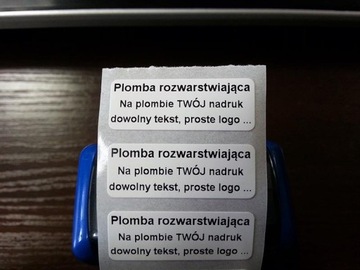 Plomba rozwarstwiająca
Na plombie TWÓJ nadruk
dowolny tekst, proste logo ...
Plomba rozwarstwiająca
Na plombie TWÓJ nadruk
dowolny tekst, proste logo ...
Plomba rozwarstwiająca
Na plombie TWÓJ nadruk
dowolny tekst, proste logo ...